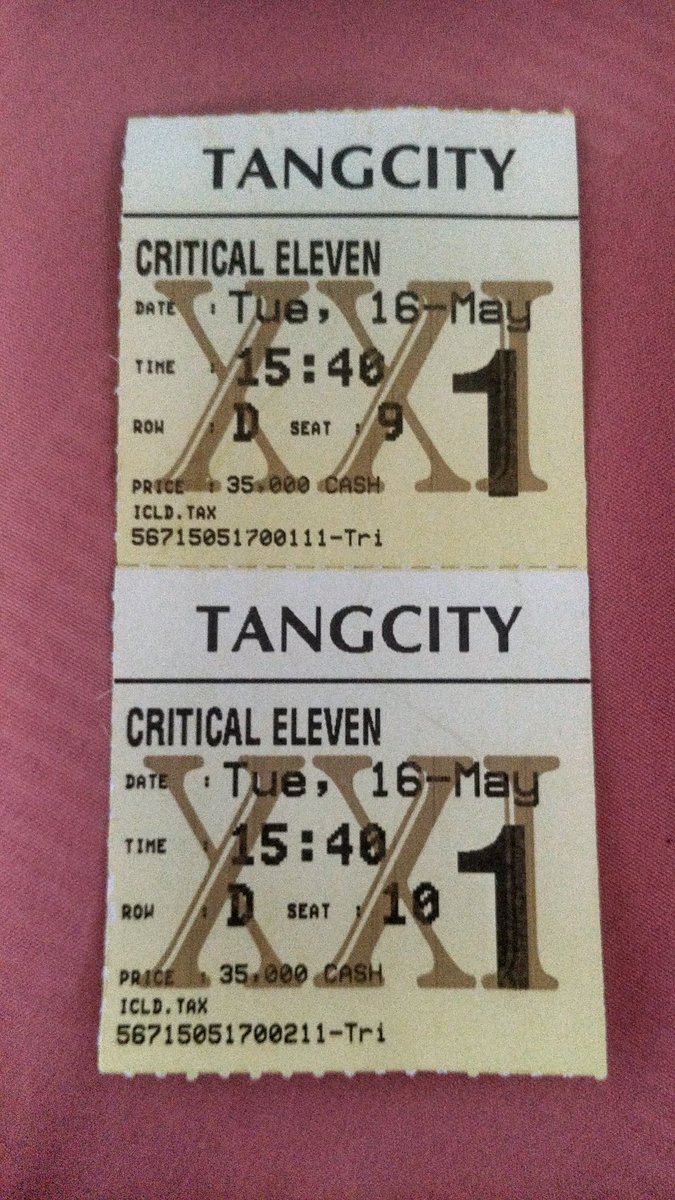 TANGCITY
CRITICAL ELEVEN
DATE : Tue, 16-May
TIME : 15:40
ROW : D SEAT : 9
1
PRICE : 35,000 CASH
ICLD.TAX
56715051700111-Tri
XXI
TANGCITY
CRITICAL ELEVEN
DATE : Tue, 16-May
TIME : 15:40
ROW : D SEAT : 10
1
PRICE : 35,000 CASH
ICLD.TAX
56715051700211-Tri
XXI